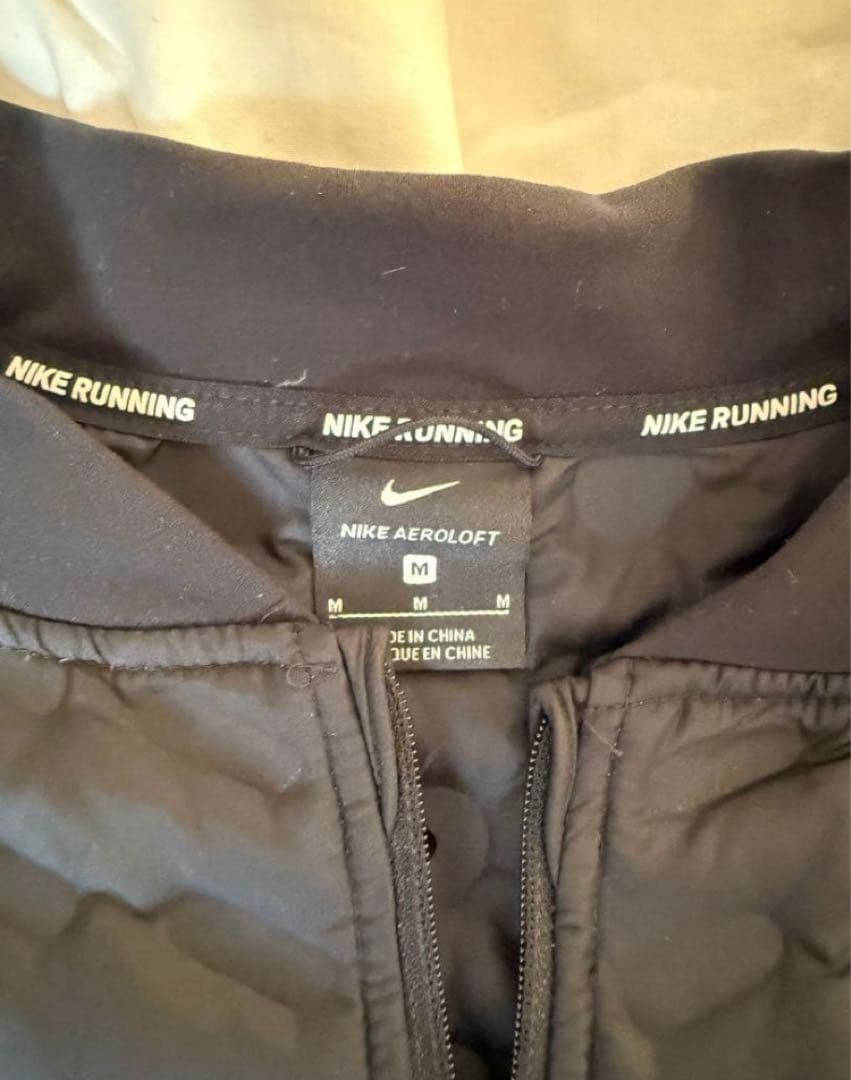 NIKE RUNNING
NIKE RUNNING
NIKE RUNNING
NIKE AEROLOFT
M
M M M
DE IN CHINA
QUE EN CHINE